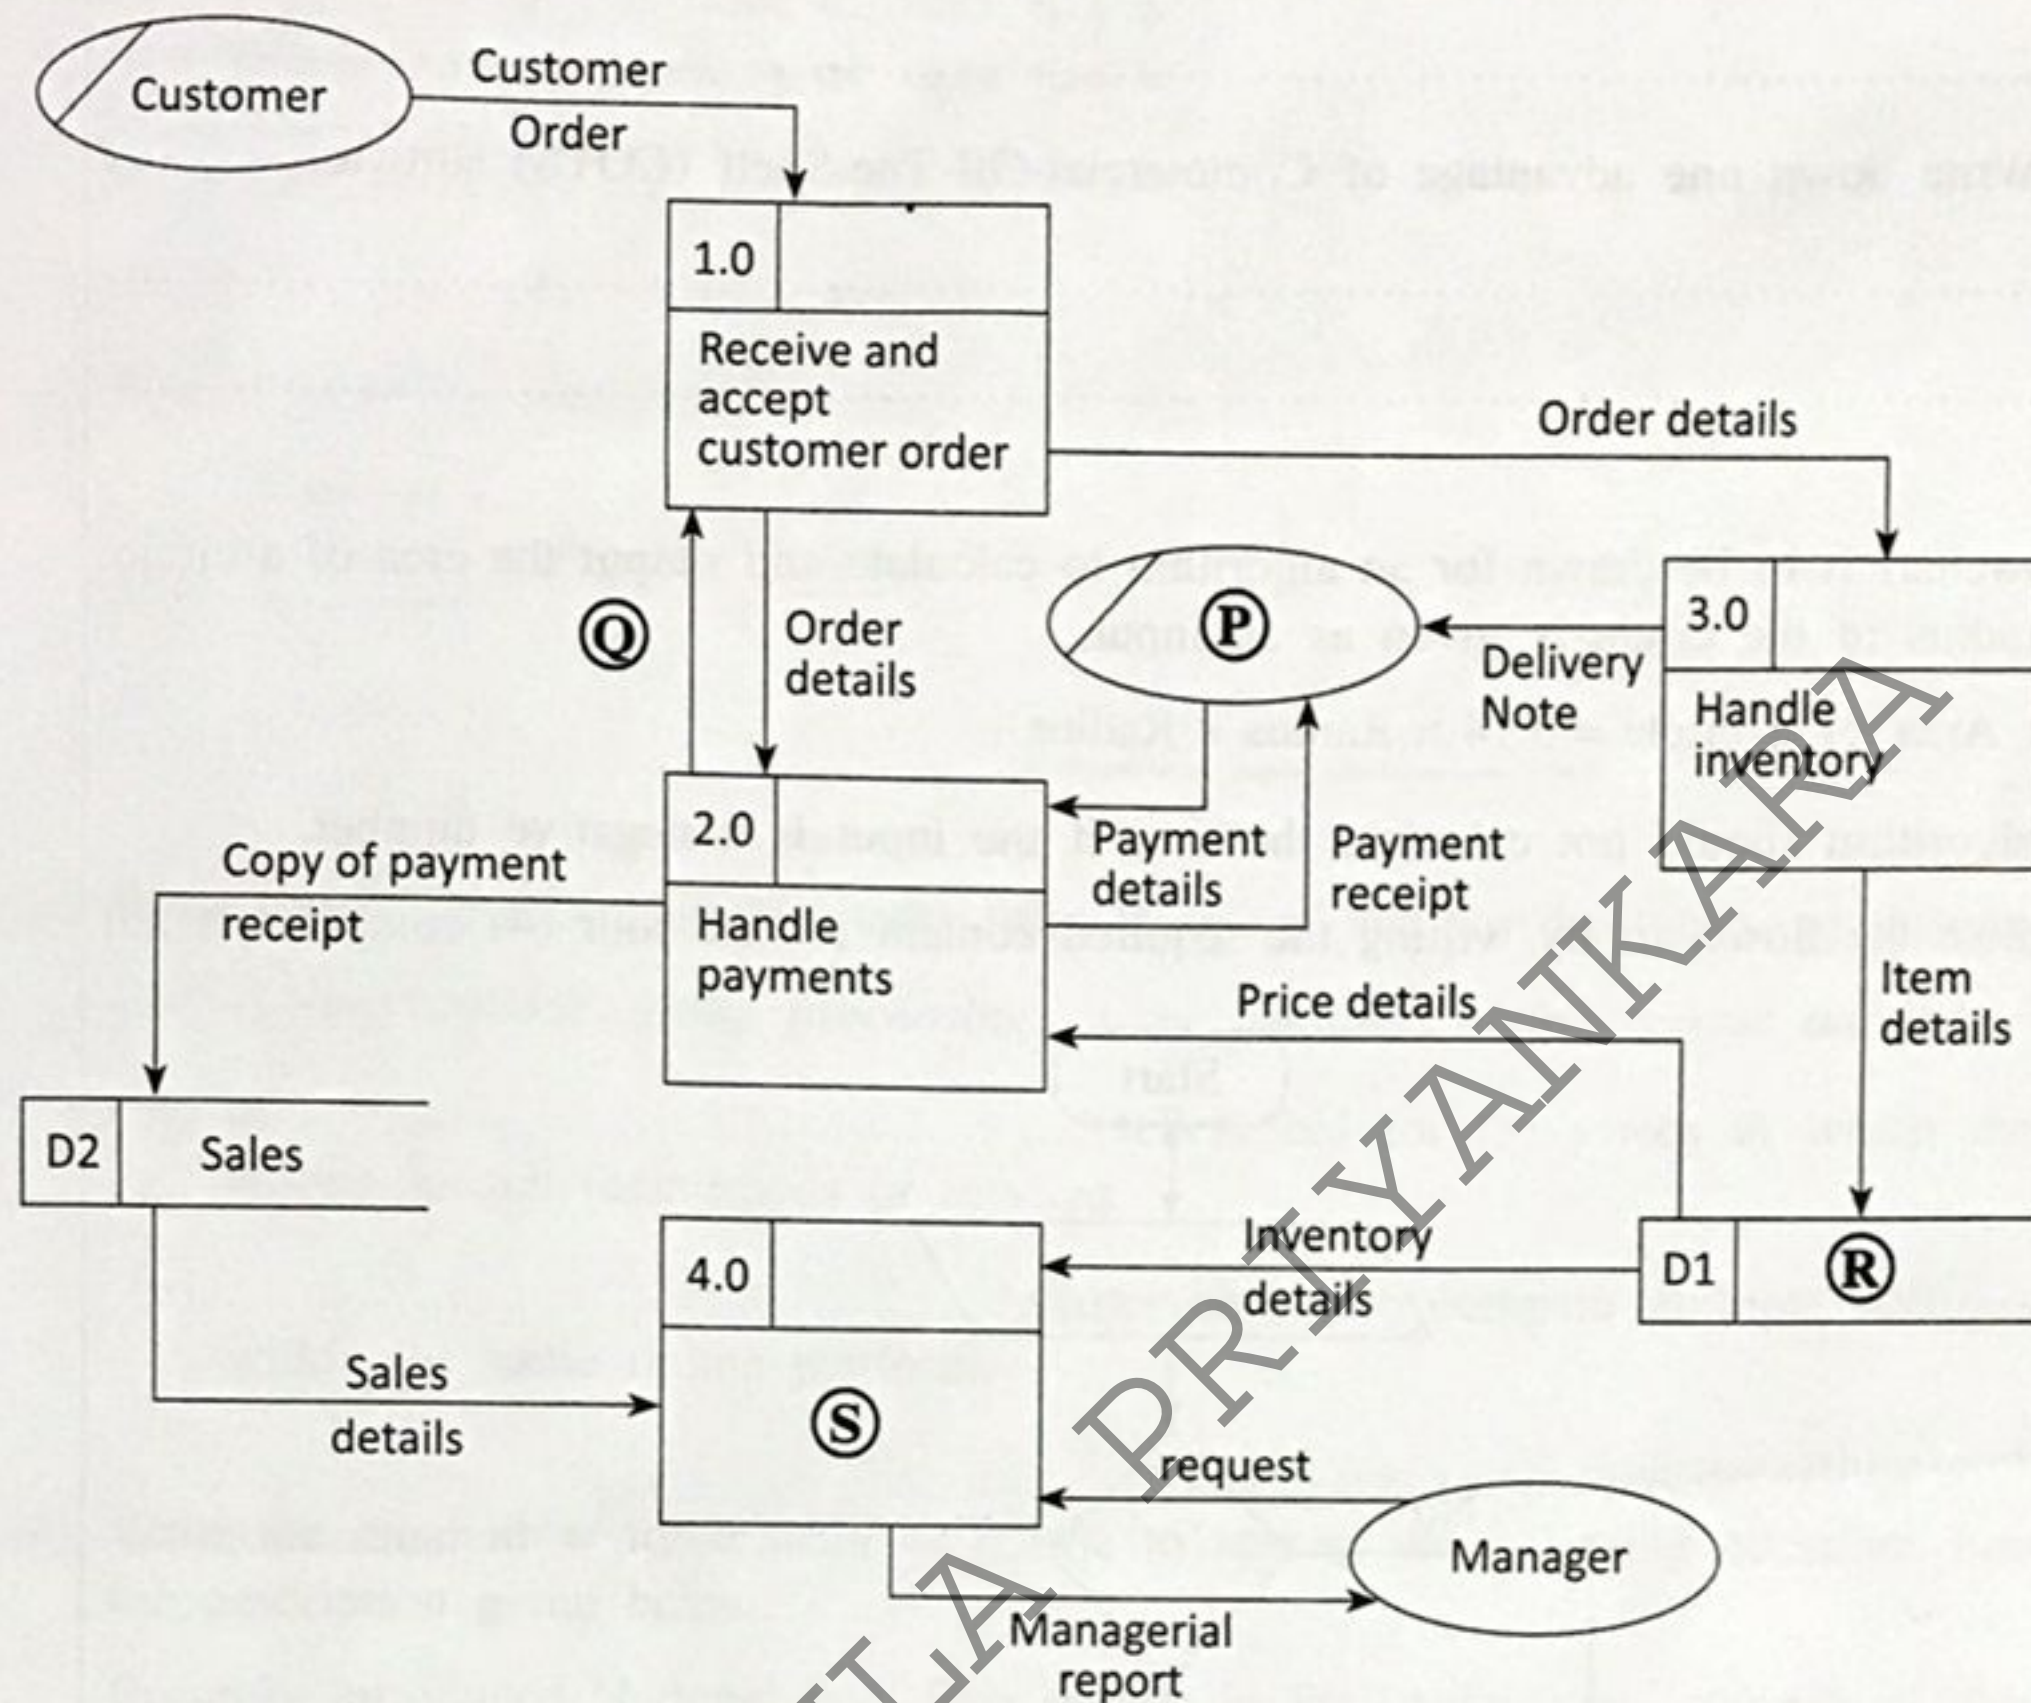 Customer
Customer
Order
1.0
Receive and
accept
customer order
Order details
Q
Order
details
P
Delivery
Note
3.0
Handle
inventory
2.0
Handle
payments
Payment
details
Payment
receipt
Copy of payment
receipt
Price details
Item
details
D2
Sales
Inventory
details
D1
R
4.0
S
Sales
details
request
Manager
Managerial
report
LA PRIYANKARA